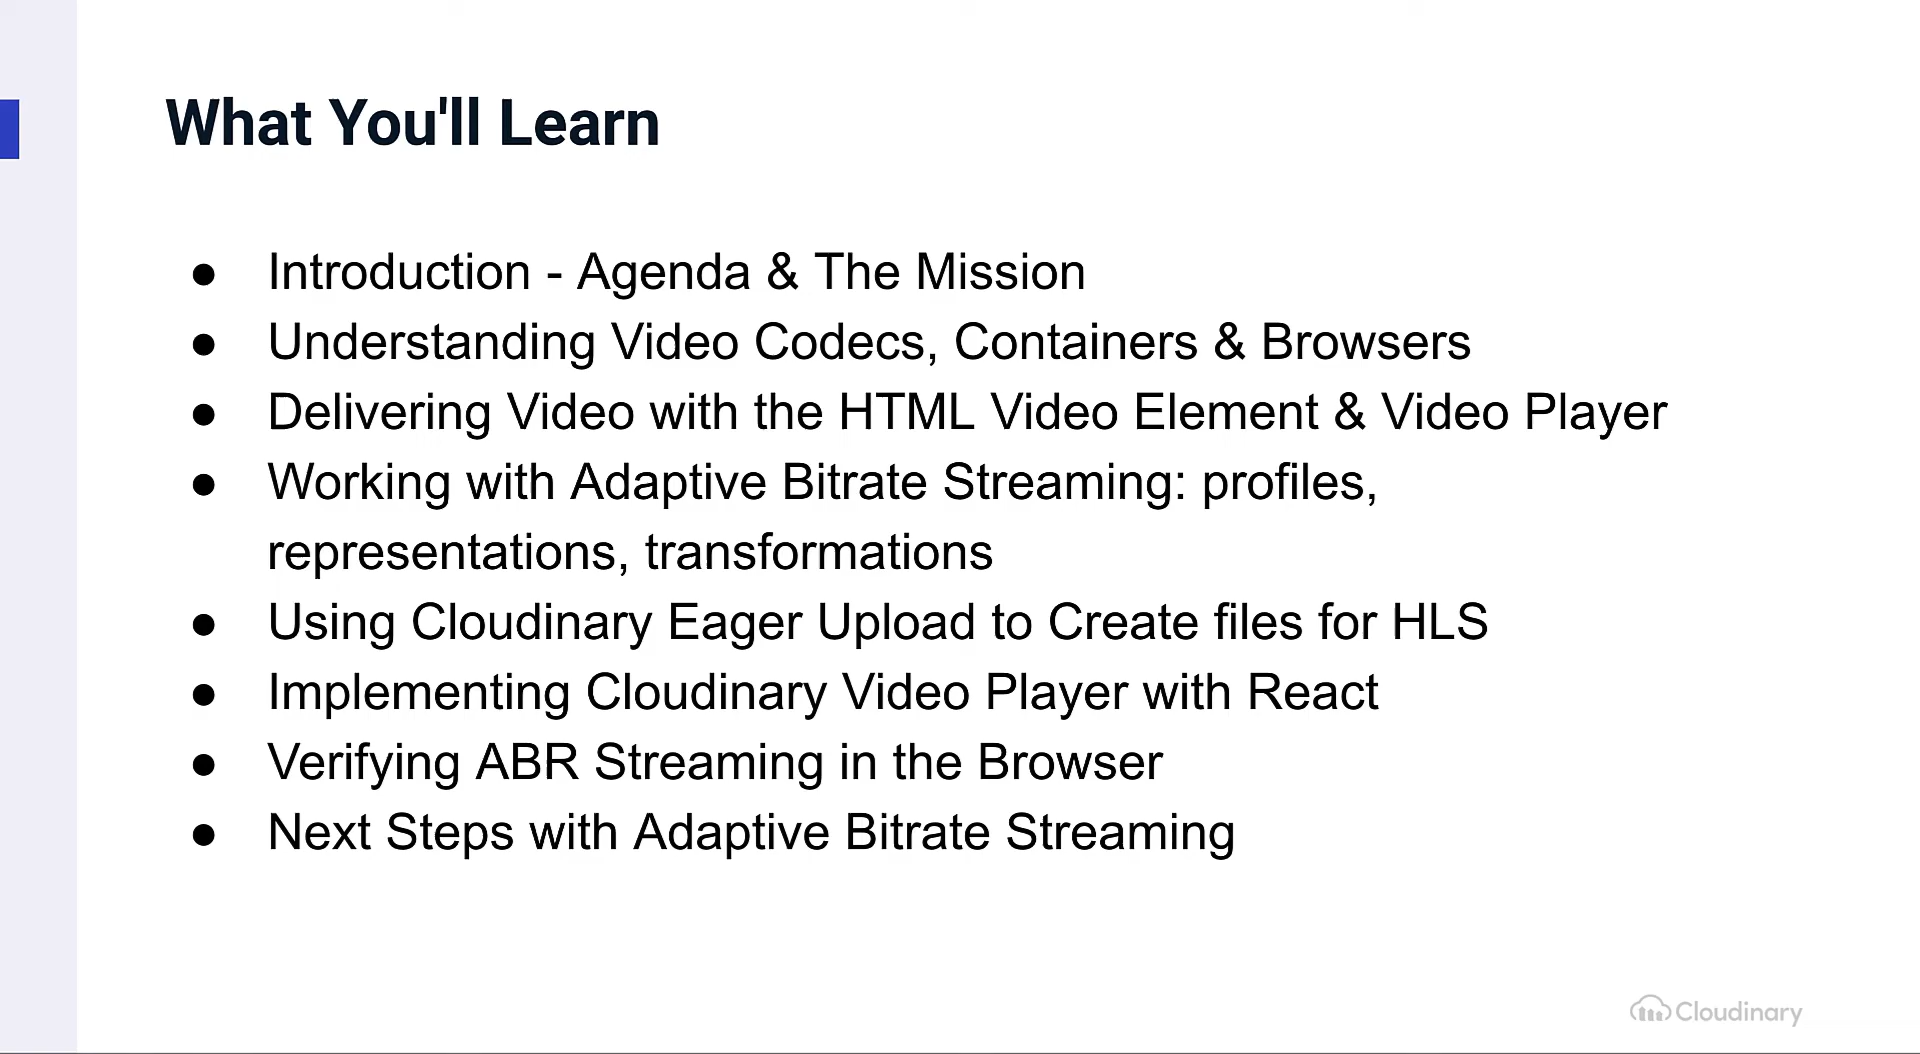 What You'll Learn
● Introduction - Agenda & The Mission
● Understanding Video Codecs, Containers & Browsers
● Delivering Video with the HTML Video Element & Video Player
● Working with Adaptive Bitrate Streaming: profiles,
representations, transformations
● Using Cloudinary Eager Upload to Create files for HLS
● Implementing Cloudinary Video Player with React
● Verifying ABR Streaming in the Browser
● Next Steps with Adaptive Bitrate Streaming
Cloudinary